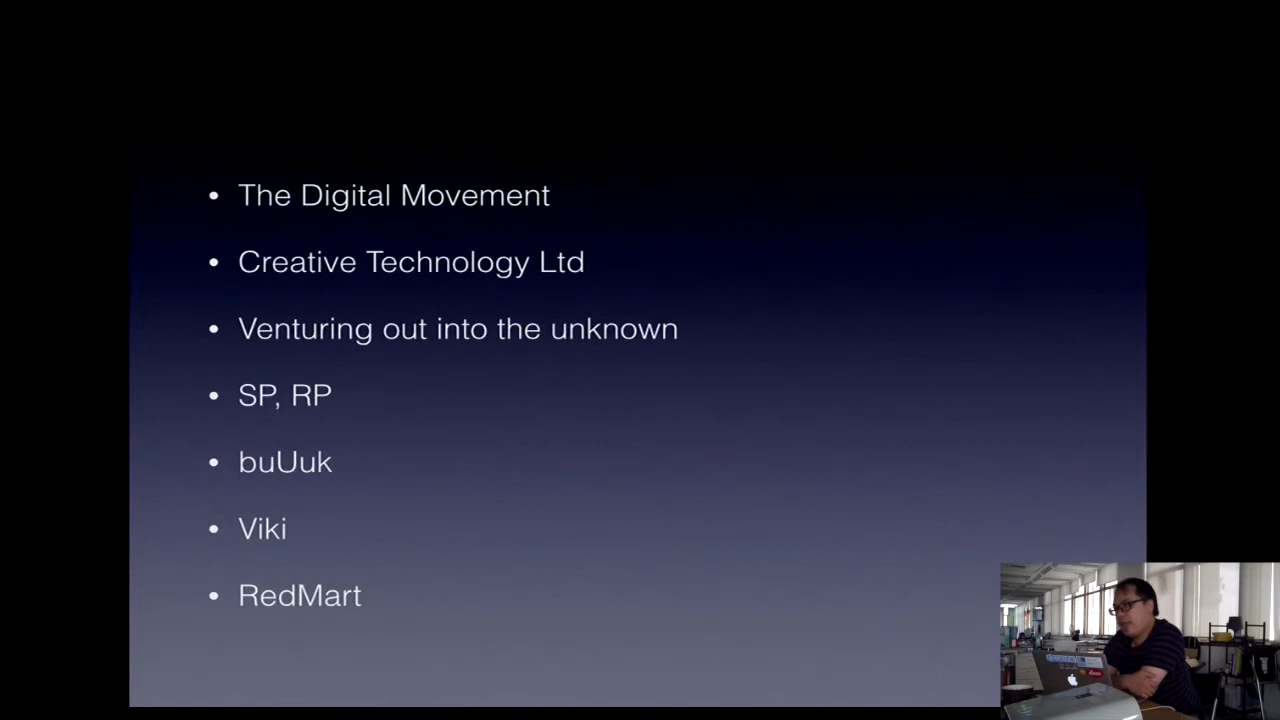 • The Digital Movement
• Creative Technology Ltd
• Venturing out into the unknown
• SP, RP
• buUuk
• Viki
• RedMart